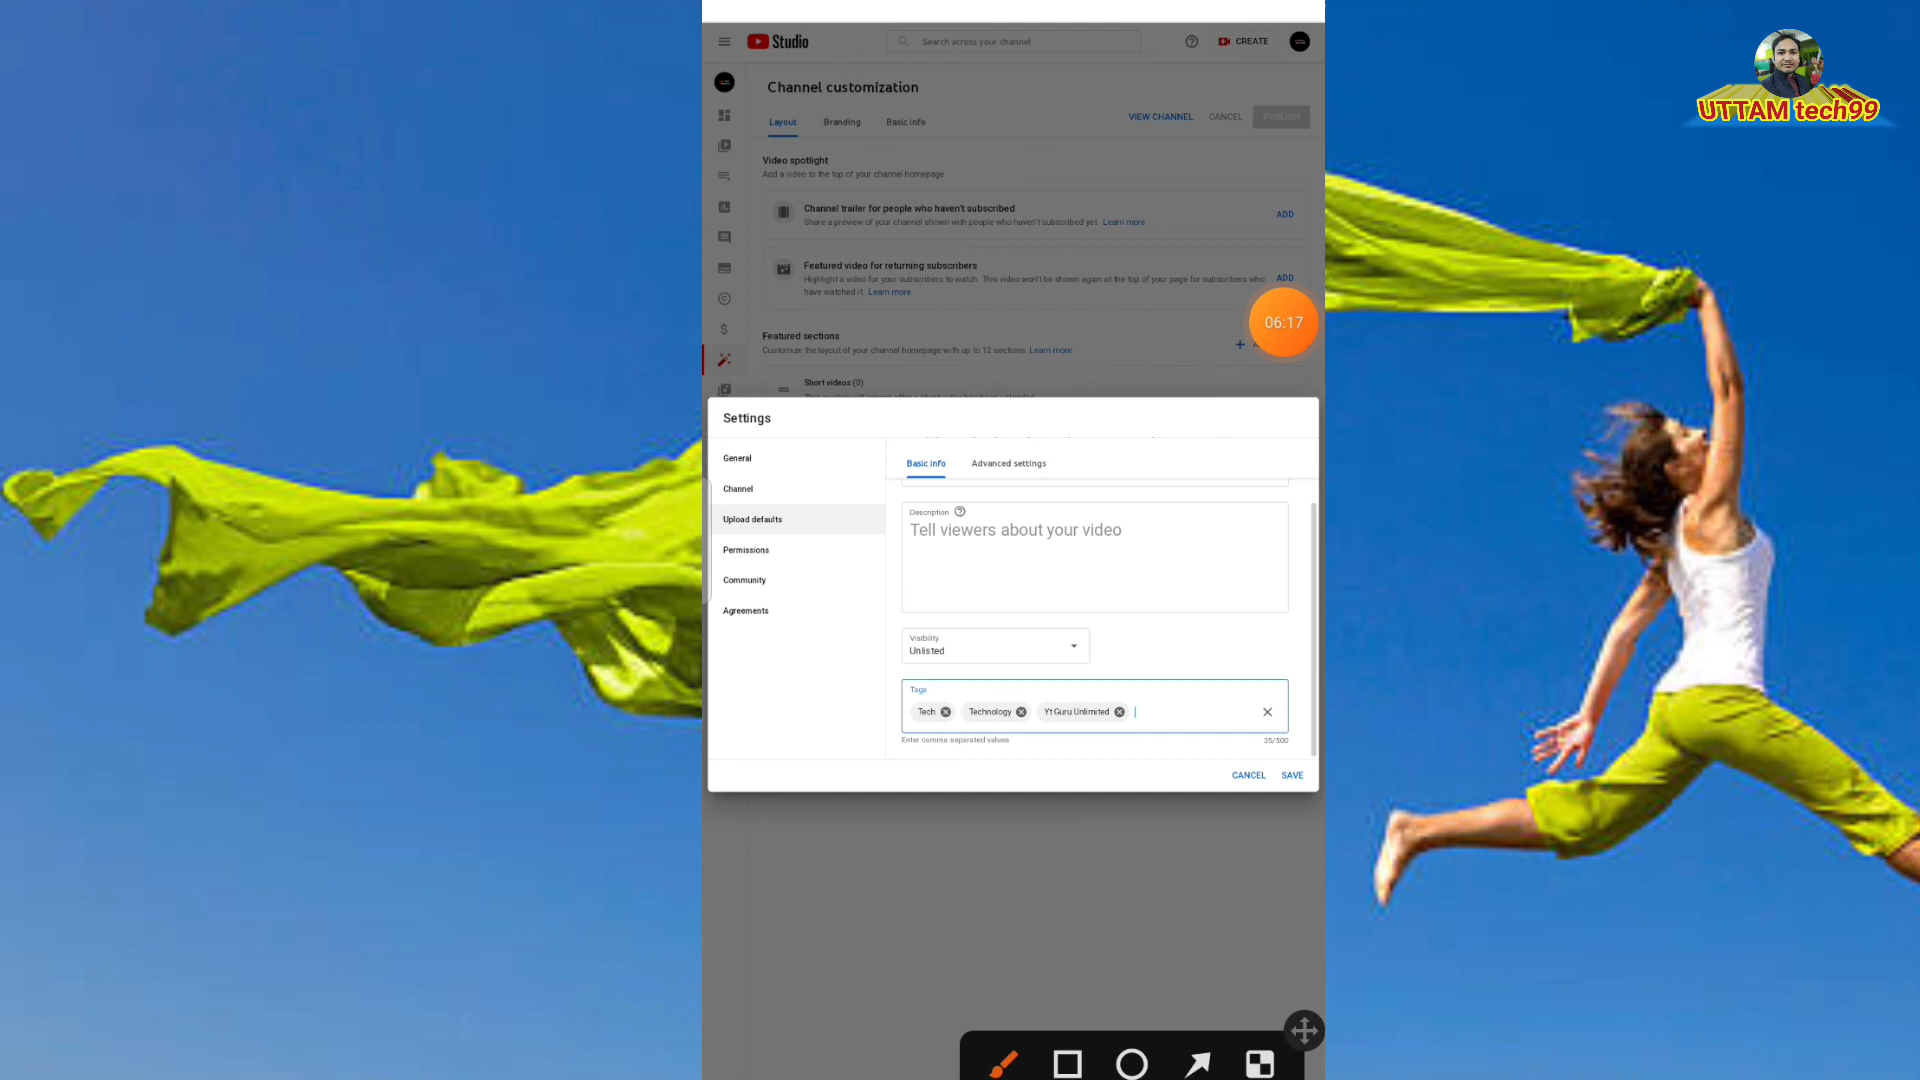 Studio
Search across your channel
CREATE
UTTAM tech99
Channel customization
Layout
Branding
Basic info
VIEW CHANNEL
CANCEL
PUBLISH
Video spotlight
Add a video to the top of your channel homepage
Channel trailer for people who haven't subscribed
Share a preview of your channel shown with people who haven't subscribed yet. Learn more
ADD
Featured video for returning subscribers
Highlight a video for your subscribers to watch. This video won't be shown again at the top of your page for subscribers who
have watched it. Learn more
ADD
06:17
Featured sections
Customize the layout of your channel homepage with up to 12 sections. Learn more
Short videos (0)
Settings
General
Channel
Upload defaults
Permissions
Community
Agreements
Basic info
Advanced settings
Description
Tell viewers about your video
Visibility
Unlisted
Tags
Tech
Technology
Yt Guru Unlimited
Enter comma-separated values
35/500
CANCEL
SAVE